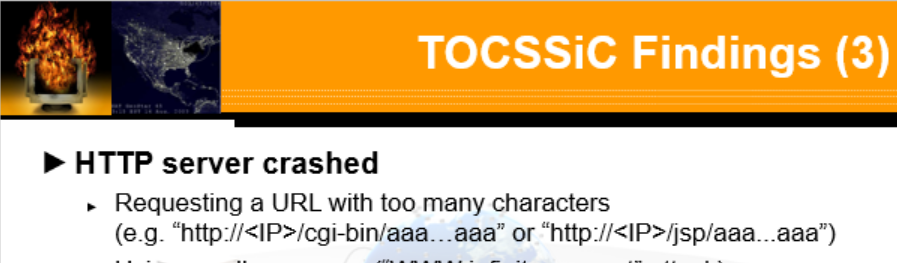 TOCSSiC Findings (3)
► HTTP server crashed
► Requesting a URL with too many characters
(e.g. “http://<IP>/cgi-bin/aaa…aaa” or “http://<IP>/jsp/aaa...aaa”)